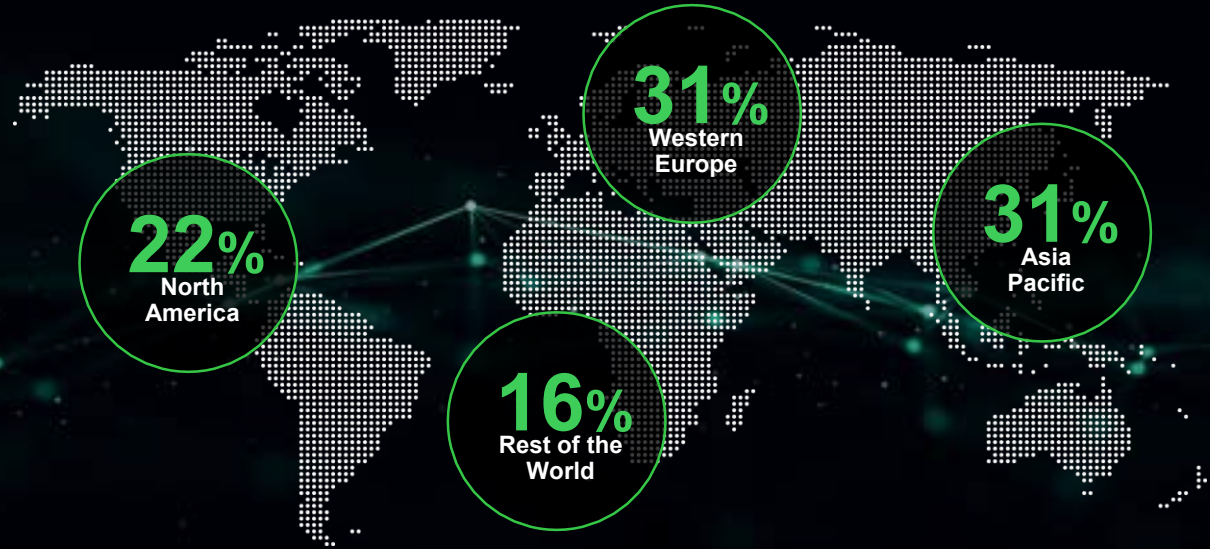 31%
Western
Europe
31%
Asia
Pacific
22%
North
America
16%
Rest of the
World